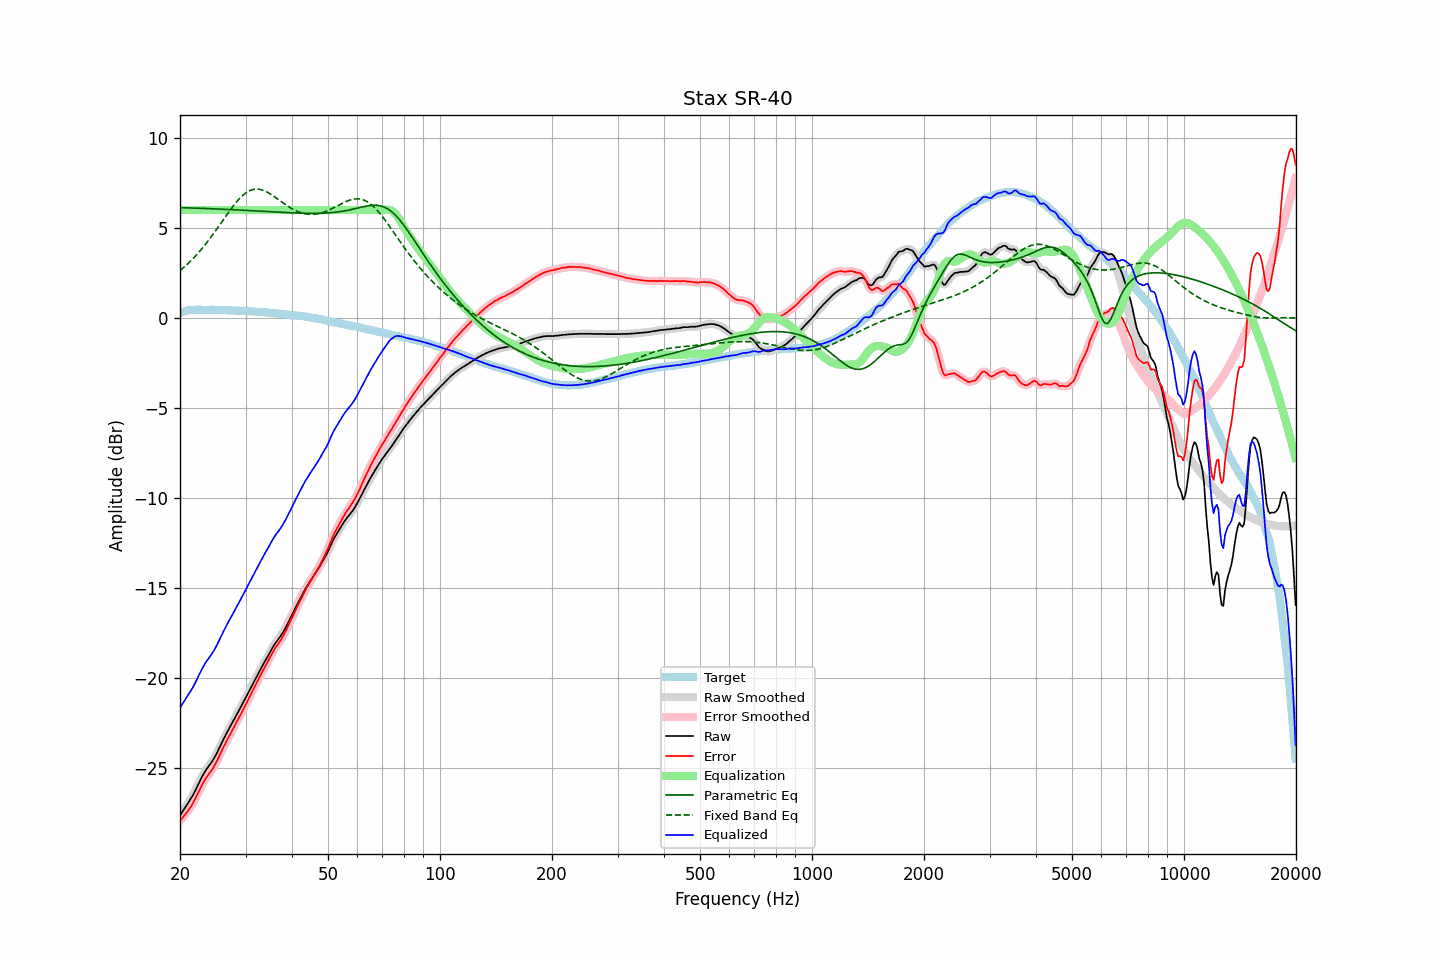 Stax SR-40
Amplitude (dBr)
10
5
0
−5
−10
−15
−20
−25
Target
Raw Smoothed
Error Smoothed
Raw
Error
Equalization
Parametric Eq
Fixed Band Eq
Equalized
20 50 100 200 500 1000 2000 5000 10000 20000
Frequency (Hz)